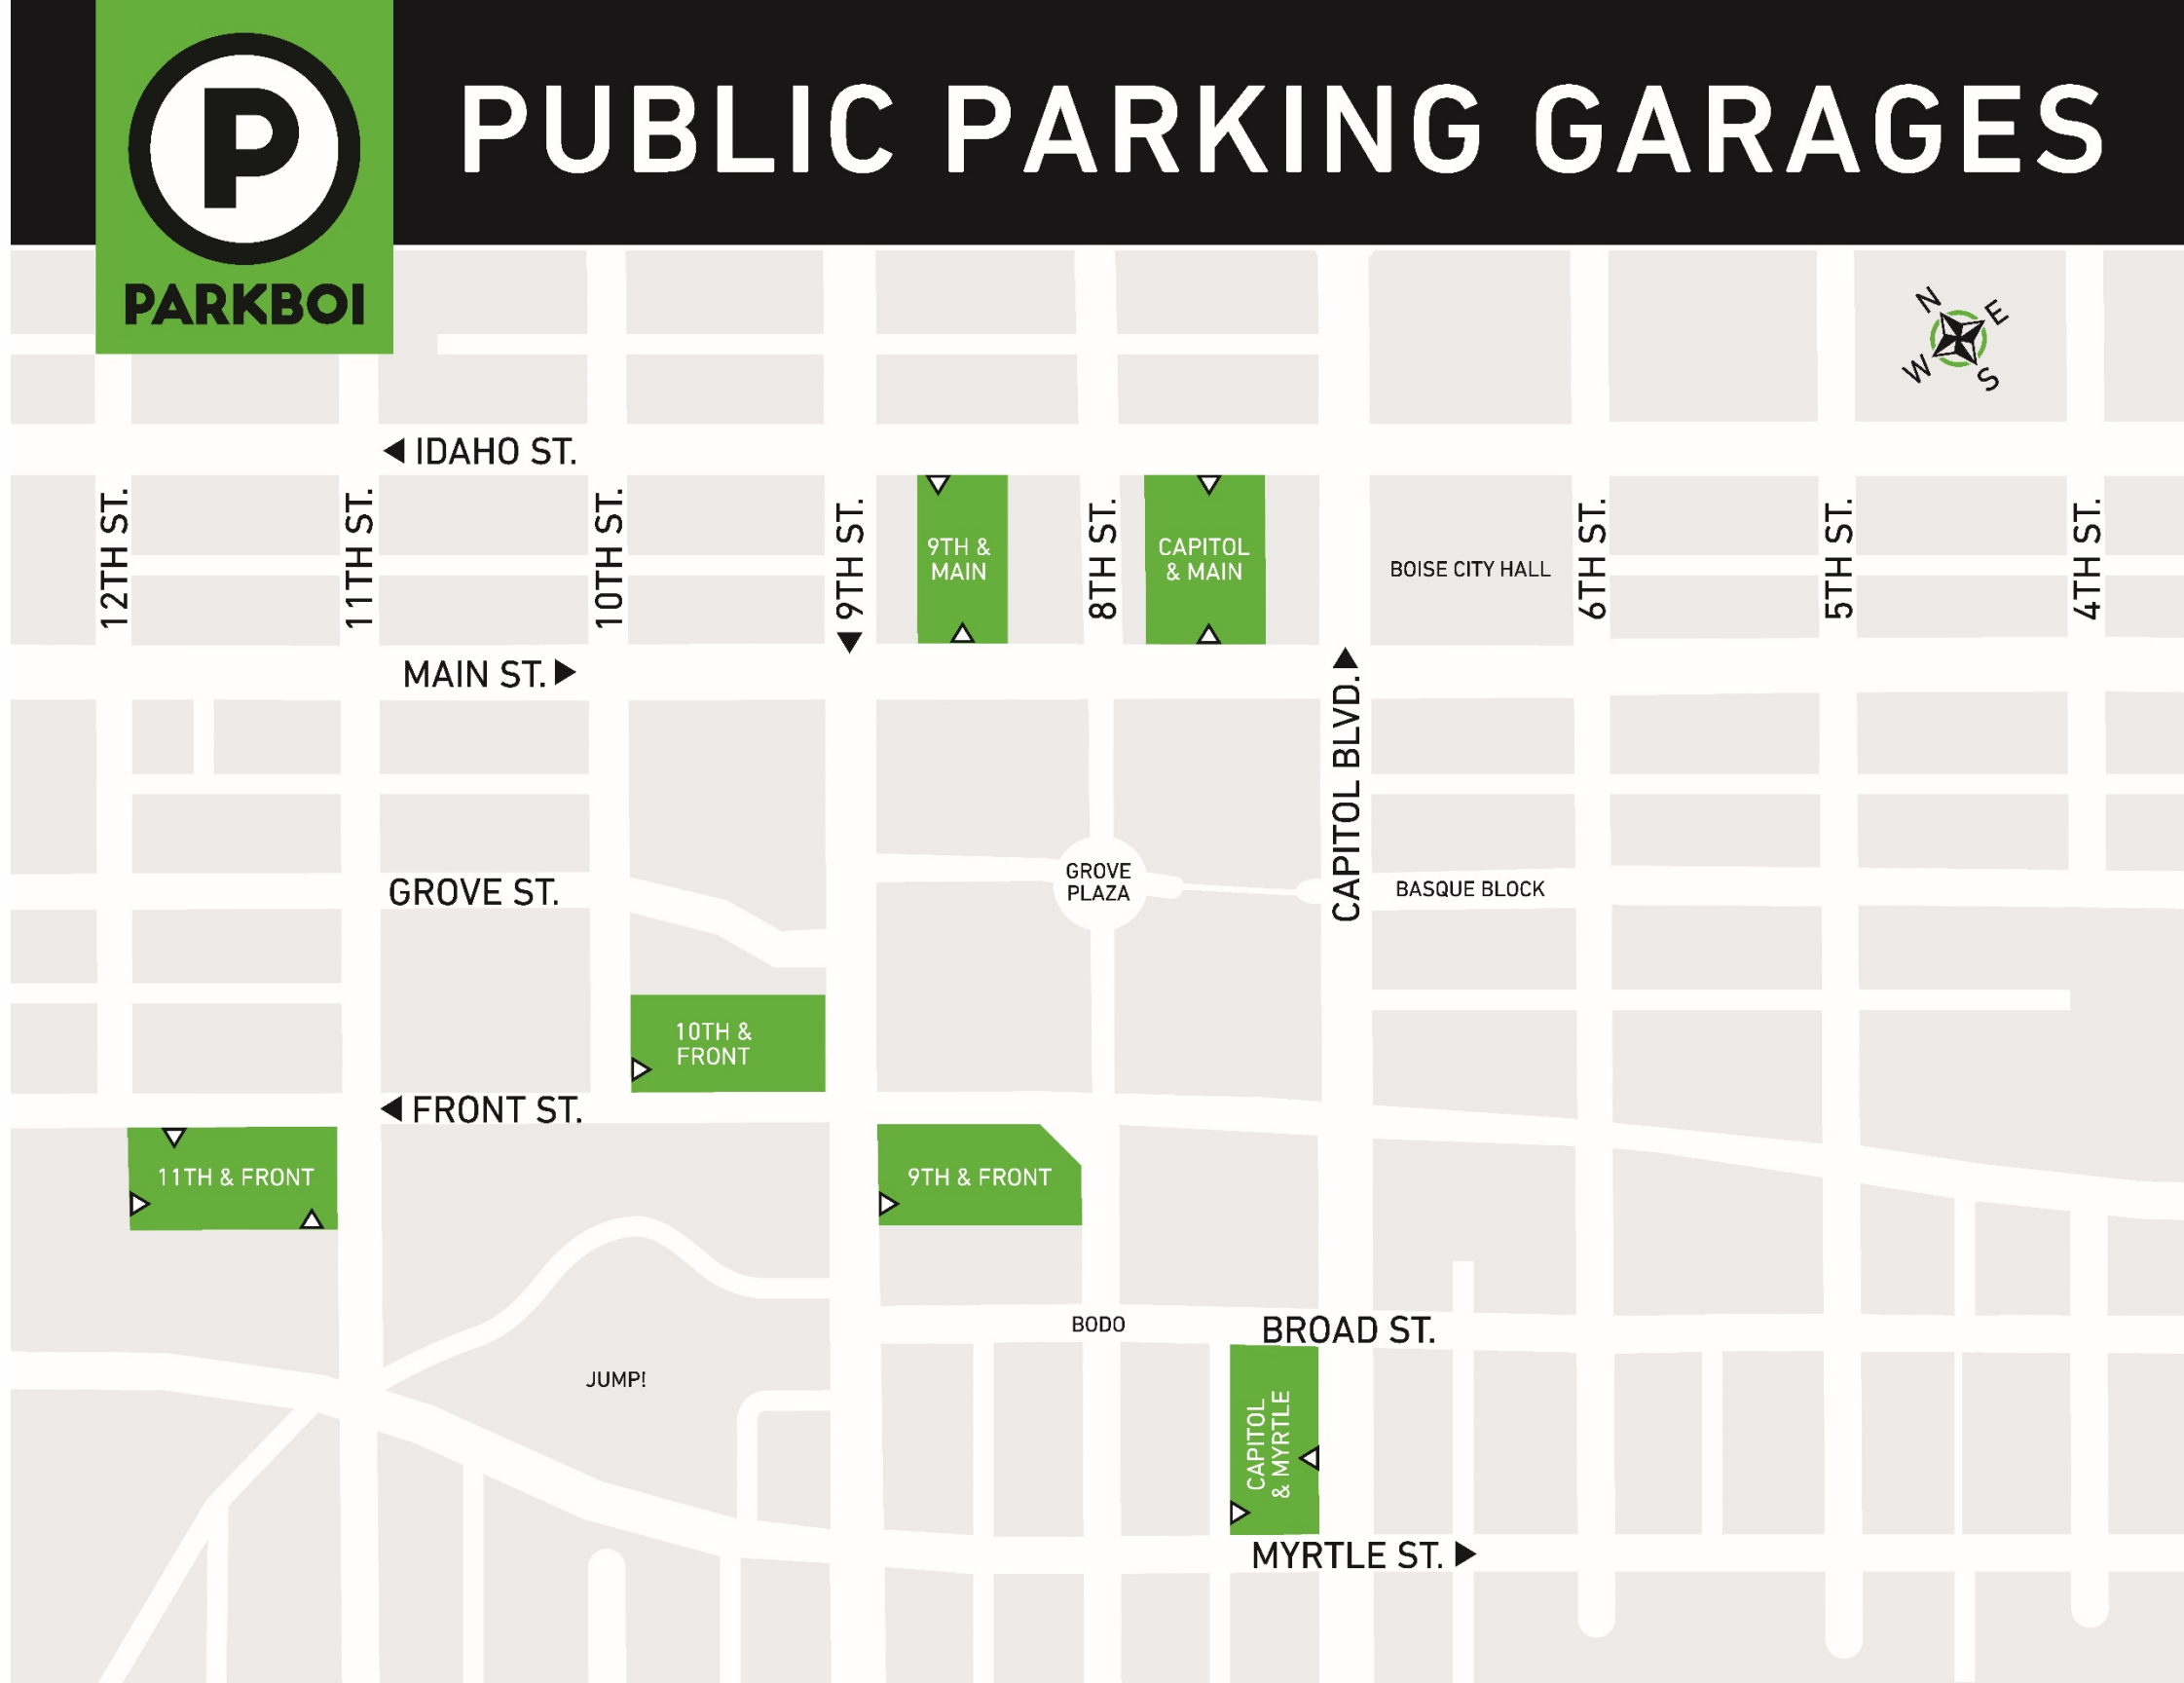 P
PARKBOI
PUBLIC PARKING GARAGES
N
E
W
S
IDAHO ST.
12TH ST.
11TH ST.
10TH ST.
9TH ST.
9TH &
MAIN
8TH ST.
CAPITOL
& MAIN
BOISE CITY HALL
6TH ST.
5TH ST.
4TH ST.
MAIN ST.
CAPITOL BLVD.
GROVE ST.
GROVE
PLAZA
BASQUE BLOCK
10TH &
FRONT
FRONT ST.
11TH & FRONT
9TH & FRONT
BODO
BROAD ST.
JUMP!
CAPITOL
& MYRTLE
MYRTLE ST.